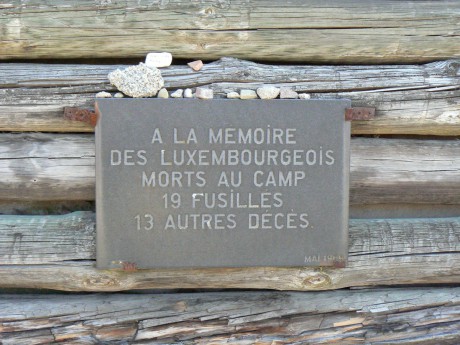 A LA MEMOIRE
DES LUXEMBOURGEOIS
MORTS AU CAMP
19 FUSILLES
13 AUTRES DECES